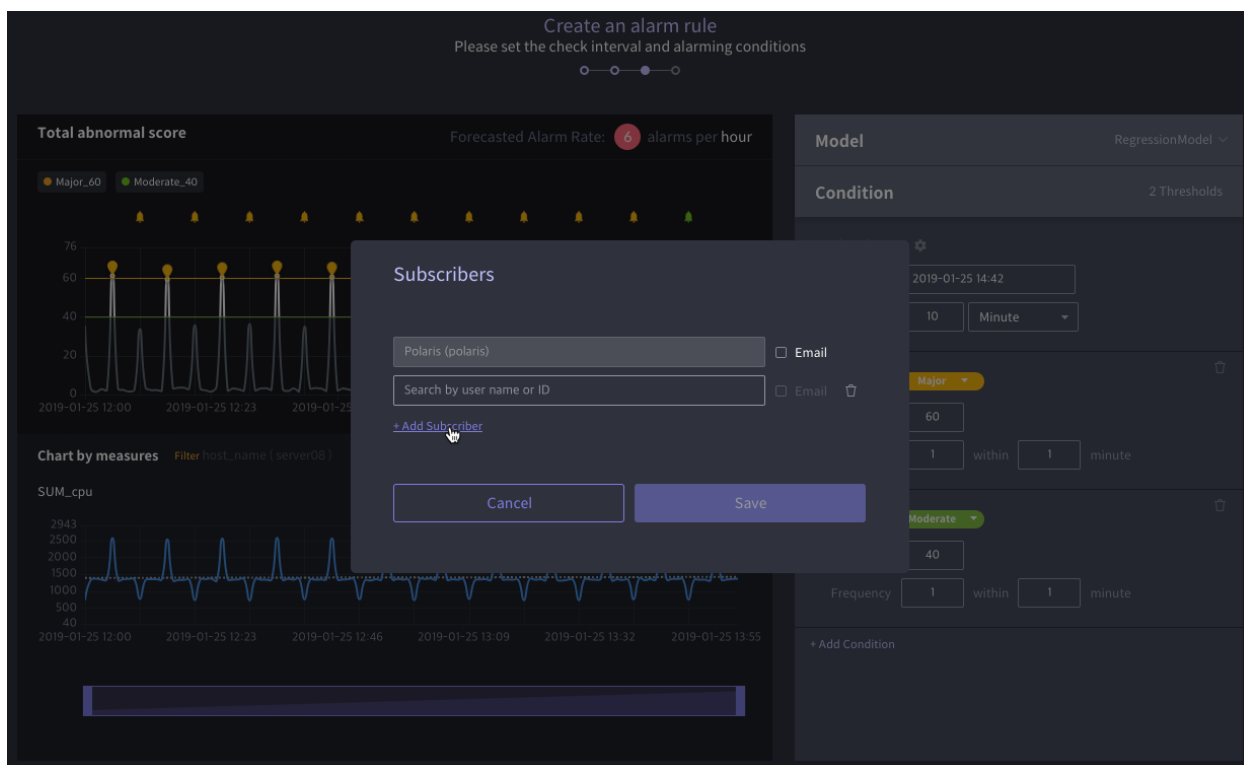 Create an alarm rule
Please set the check interval and alarming conditions
Total abnormal score
Forecasted Alarm Rate: 6 alarms per hour
Major_60 Moderate_40
76
60
40
20
0
2019-01-25 12:00 2019-01-25 12:23 2019-01-25
Chart by measures Filter host_name ( server08 )
SUM_cpu
2943
2500
2000
1500
1000
500
40
2019-01-25 12:00 2019-01-25 12:23 2019-01-25 12:46 2019-01-25 13:09 2019-01-25 13:32 2019-01-25 13:55
Subscribers
Polaris (polaris) Email
Search by user name or ID Email
+ Add Subscriber
Cancel Save
Model RegressionModel
Condition 2 Thresholds
2019-01-25 14:42
10 Minute
Major
60
1 within 1 minute
Moderate
40
Frequency 1 within 1 minute
+ Add Condition